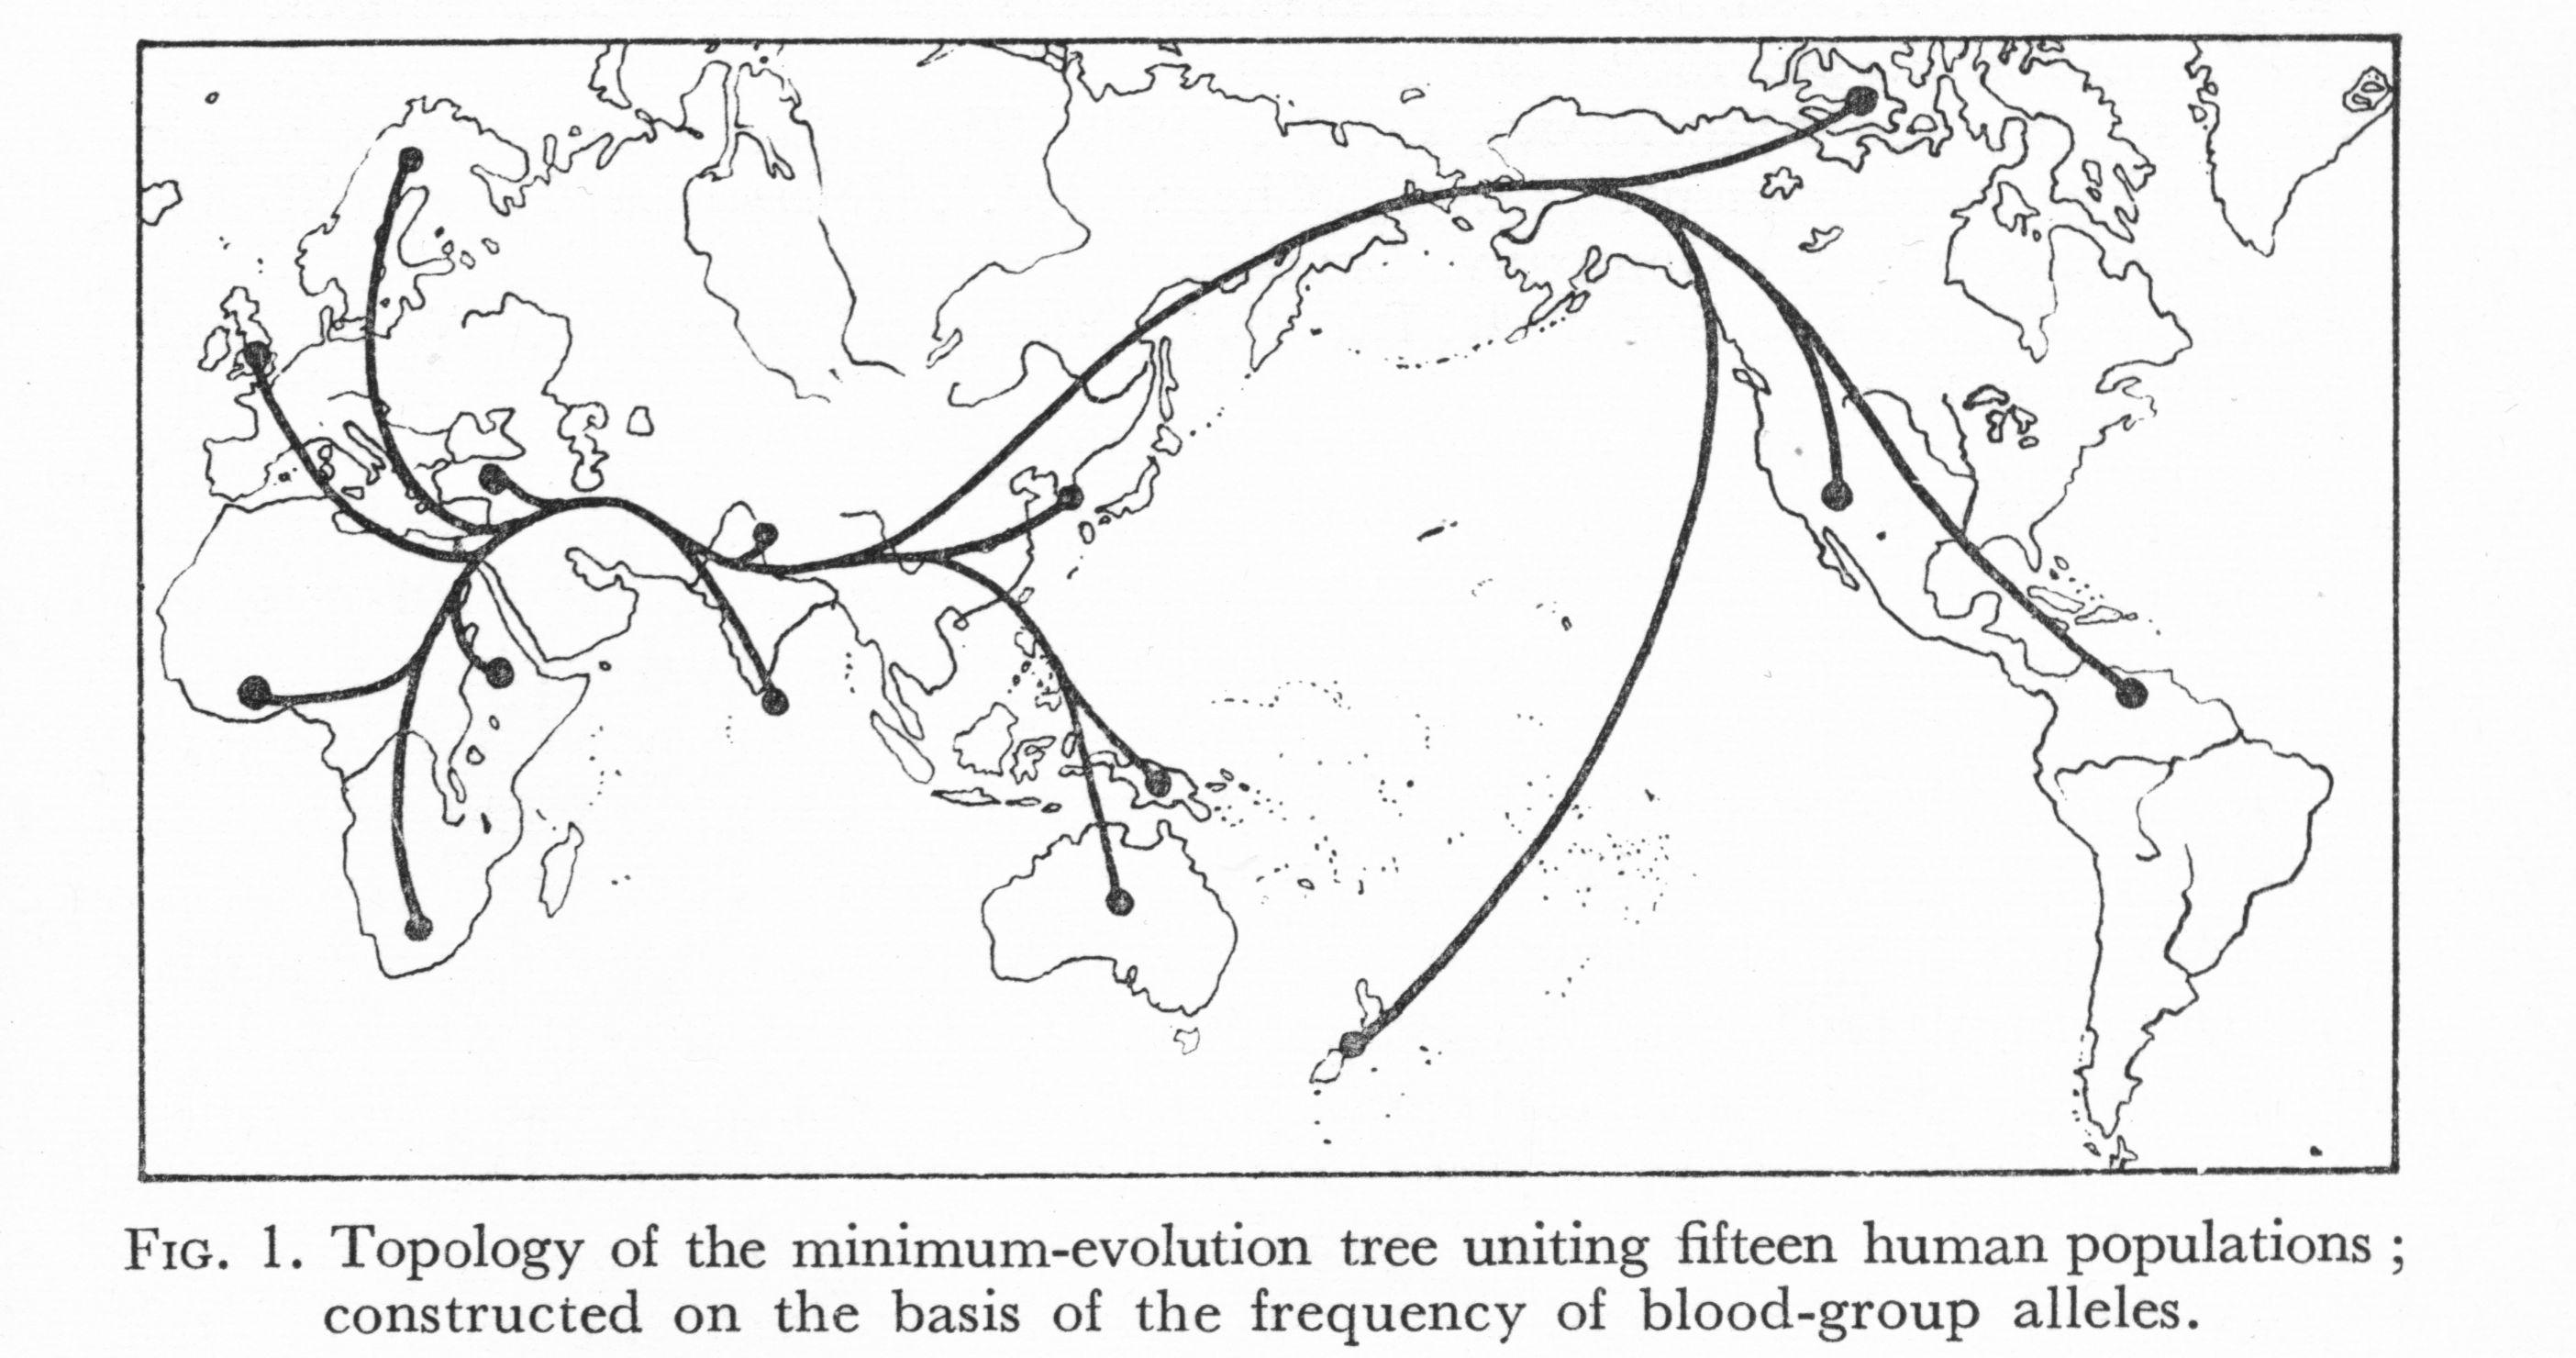 FIG. 1. Topology of the minimum-evolution tree uniting fifteen human populations ;
constructed on the basis of the frequency of blood-group alleles.